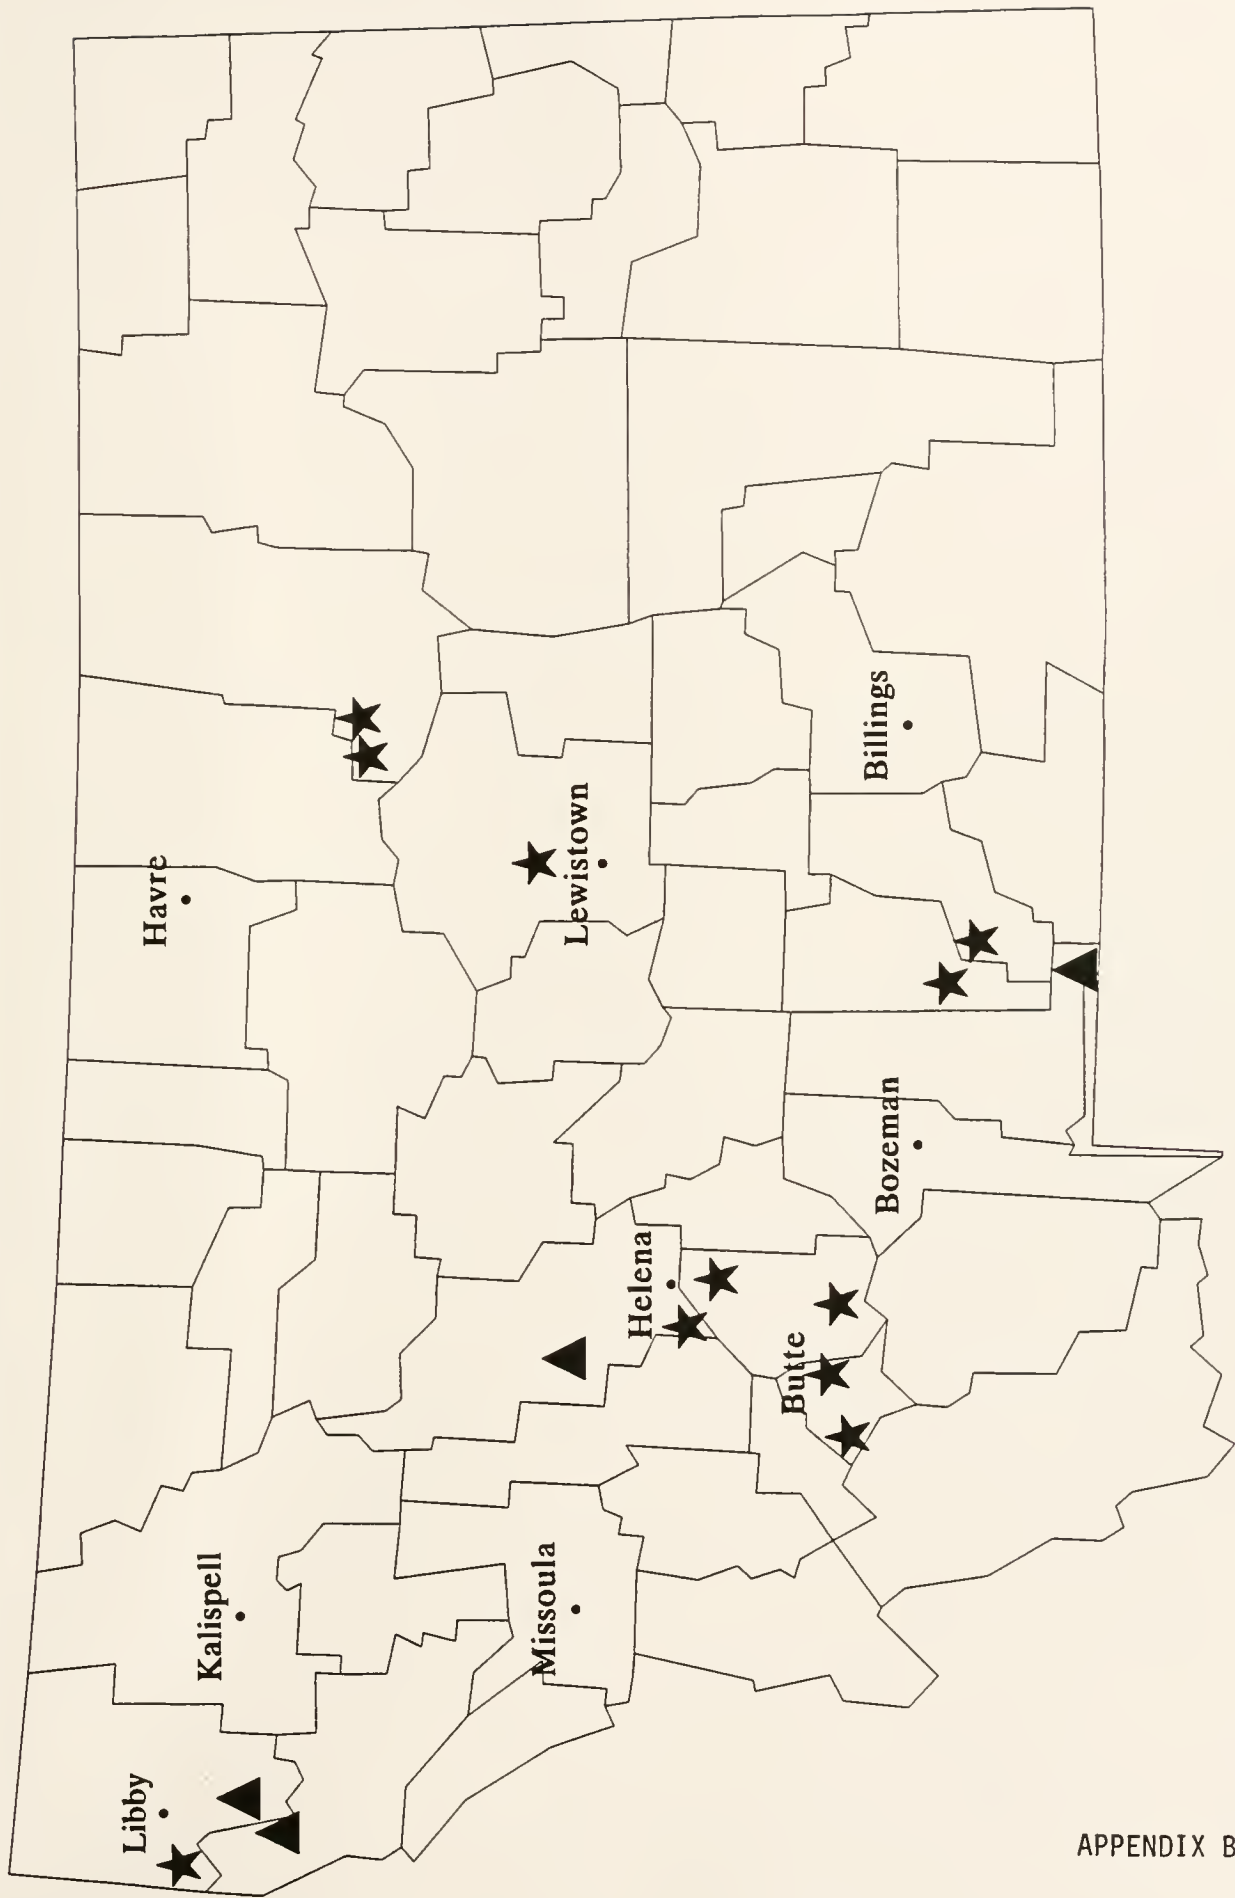 Libby
Kalispell
Havre
Missoula
Lewistown
Helena
Butte
Bozeman
Billings
APPENDIX B